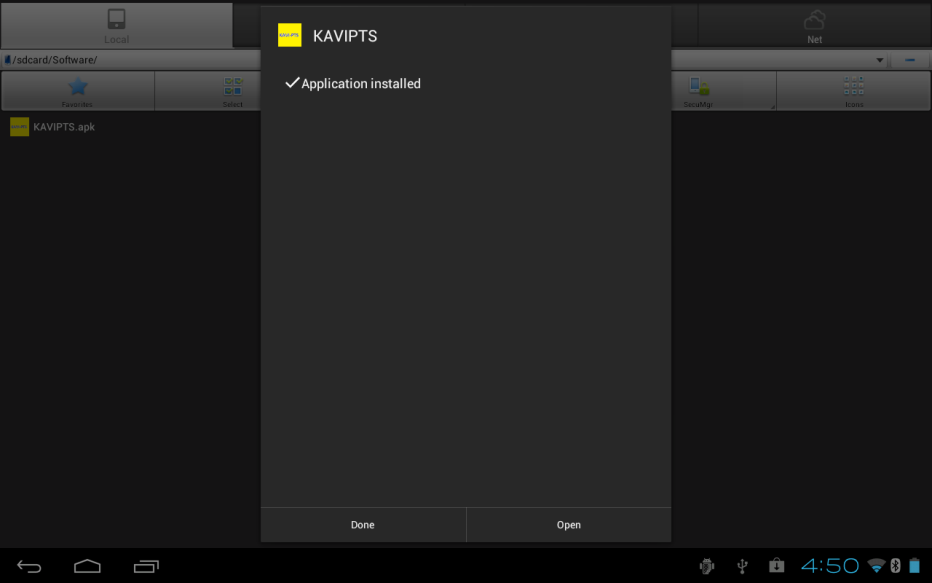 Local
Net
/sdcard/Software/
Favorites
Select
SecuMgr
Icons
KAVIPTS.apk
KAVIPTS
Application installed
Done
Open
4:50